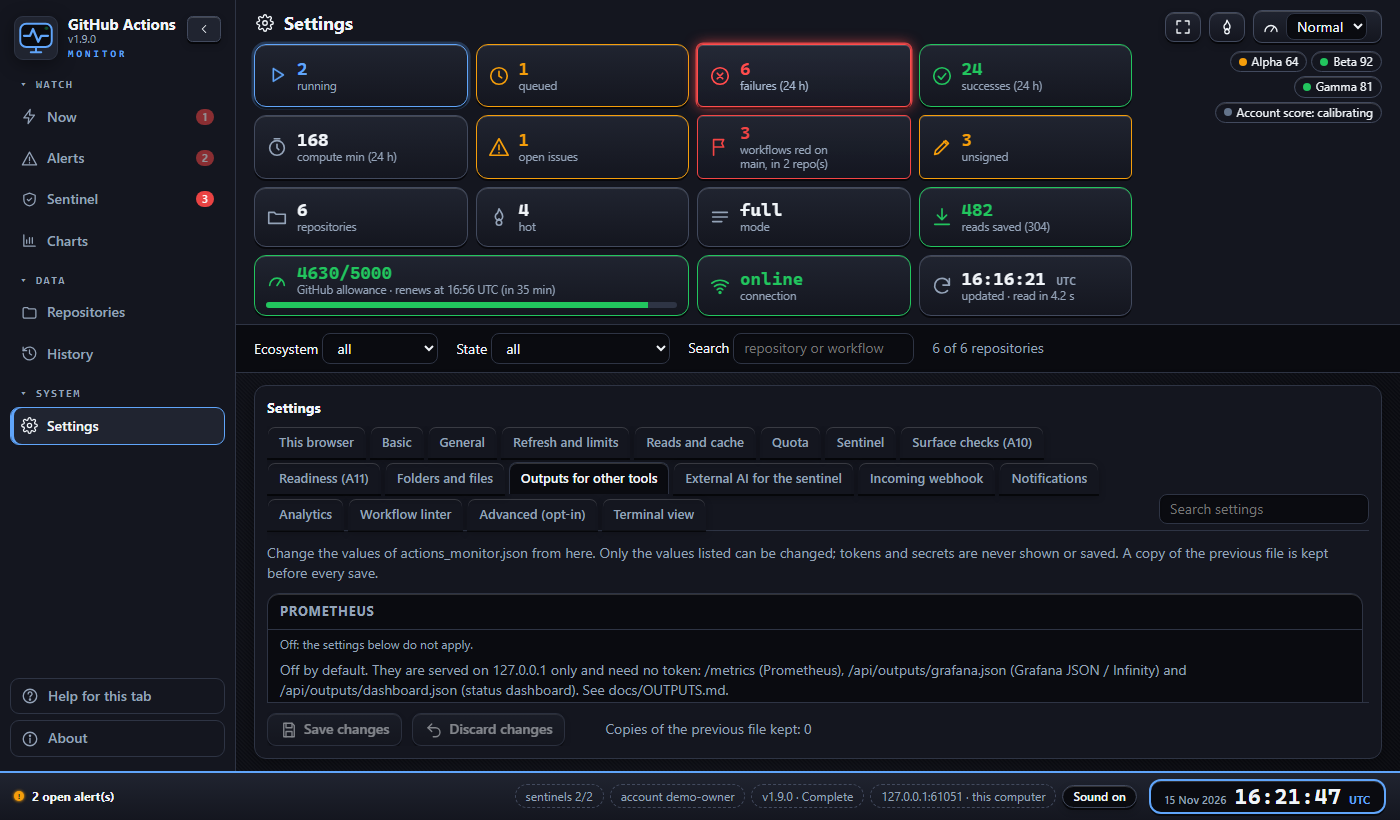 GitHub Actions
v1.9.0
MONITOR
WATCH
Now 1
Alerts 2
Sentinel 3
Charts
DATA
Repositories
History
SYSTEM
Settings
Help for this tab
About
Settings
Normal
Alpha 64 Beta 92
Gamma 81
Account score: calibrating
2
running
1
queued
6
failures (24 h)
24
successes (24 h)
168
compute min (24 h)
1
open issues
3
workflows red on
main, in 2 repo(s)
3
unsigned
6
repositories
4
hot
full
mode
482
reads saved (304)
4630/5000
GitHub allowance · renews at 16:56 UTC (in 35 min)
online
connection
16:16:21 UTC
updated · read in 4.2 s
Ecosystem all State all Search repository or workflow 6 of 6 repositories
Settings
This browser Basic General Refresh and limits Reads and cache Quota Sentinel Surface checks (A10)
Readiness (A11) Folders and files Outputs for other tools External AI for the sentinel Incoming webhook Notifications
Analytics Workflow linter Advanced (opt-in) Terminal view Search settings
Change the values of actions_monitor.json from here. Only the values listed can be changed; tokens and secrets are never shown or saved. A copy of the previous file is kept
before every save.
PROMETHEUS
Off: the settings below do not apply.
Off by default. They are served on 127.0.0.1 only and need no token: /metrics (Prometheus), /api/outputs/grafana.json (Grafana JSON / Infinity) and
/api/outputs/dashboard.json (status dashboard). See docs/OUTPUTS.md.
Save changes Discard changes Copies of the previous file kept: 0
2 open alert(s) sentinels 2/2 account demo-owner v1.9.0 · Complete 127.0.0.1:61051 · this computer Sound on 15 Nov 2026 16:21:47 UTC